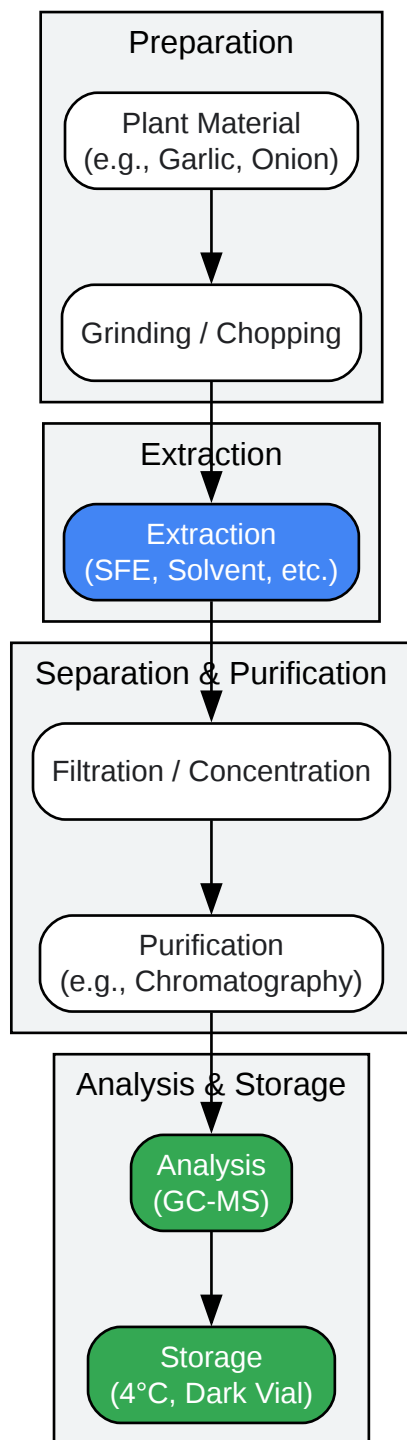 Preparation
Plant Material
(e.g., Garlic, Onion)
Grinding / Chopping
Extraction
Extraction
(SFE, Solvent, etc.)
Separation & Purification
Filtration / Concentration
Purification
(e.g., Chromatography)
Analysis & Storage
Analysis
(GC-MS)
Storage
(4°C, Dark Vial)